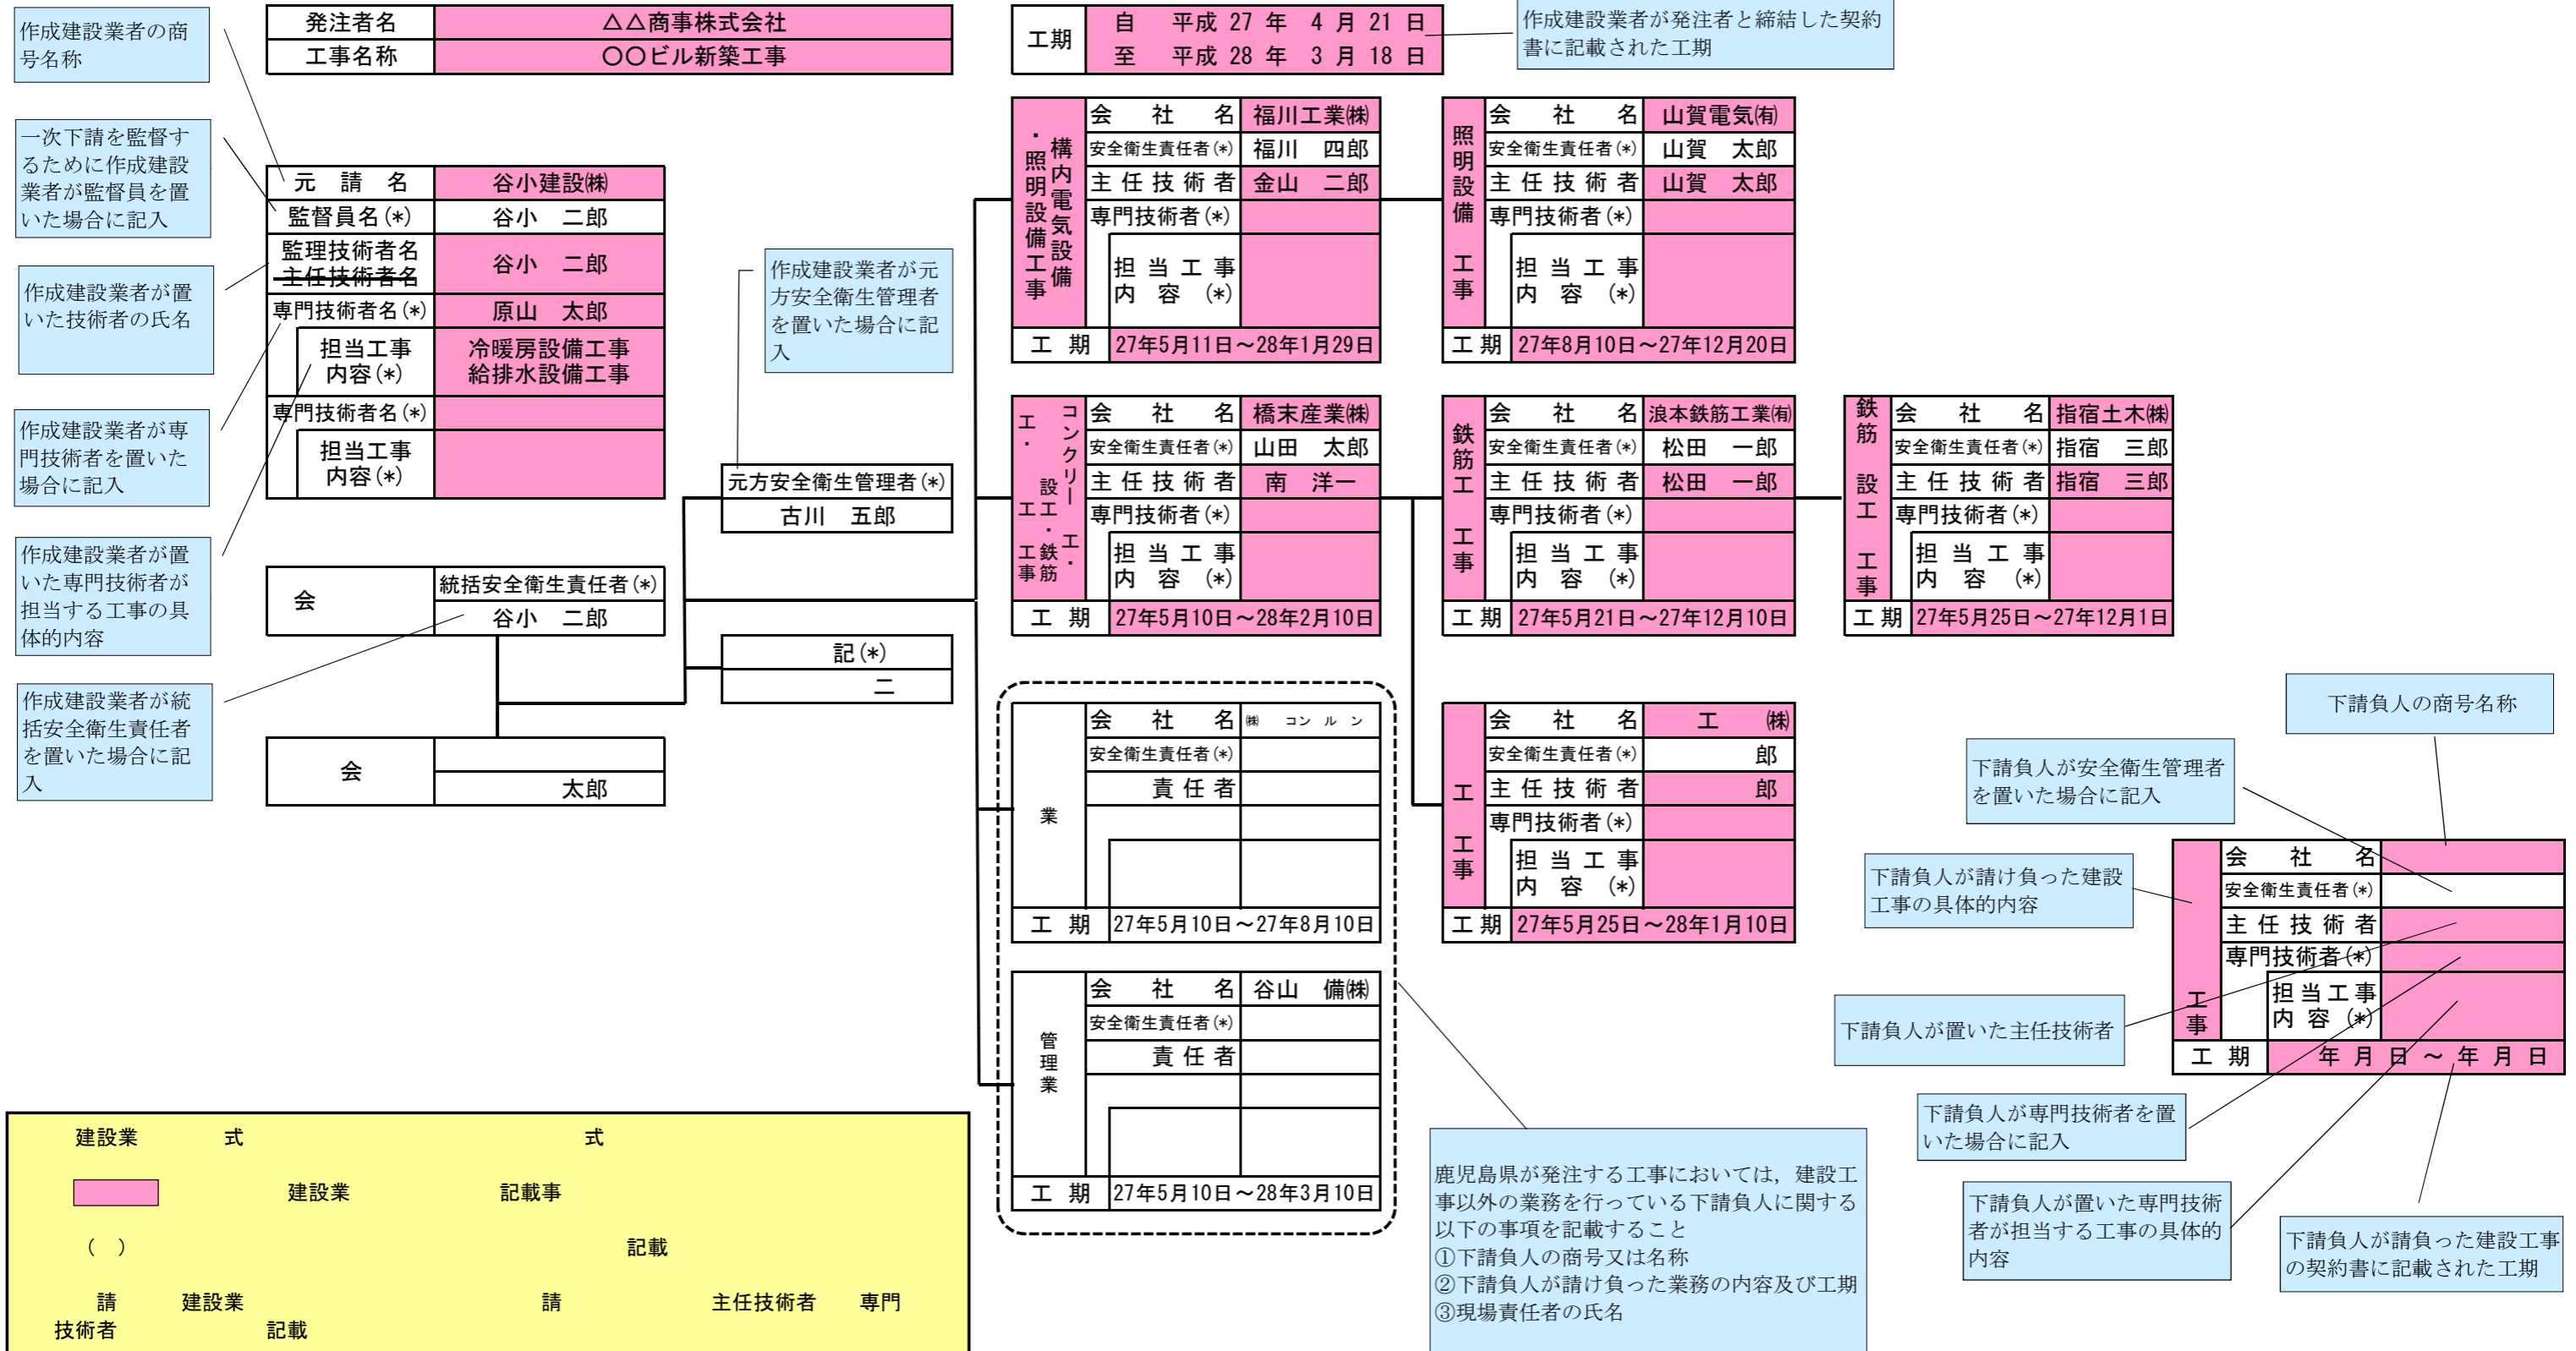 発注者名 △△商事株式会社
工事名称 〇〇ビル新築工事
工期
自 平成 27 年 4 月 21 日
至 平成 28 年 3 月 18 日
作成建設業者が発注者と締結した契約
書に記載された工期
作成建設業者の商
号名称
一次下請を監督す
るために作成建設
業者が監督員を置
いた場合に記入
作成建設業者が置
いた技術者の氏名
作成建設業者が専
門技術者を置いた
場合に記入
作成建設業者が置
いた専門技術者が
担当する工事の具
体的内容
作成建設業者が統
括安全衛生責任者
を置いた場合に記
入
元請名 谷小建設㈱
監督員名(*) 谷小 二郎
監理技術者名
主任技術者名
谷小 二郎
専門技術者名(*) 原山 太郎
担当工事
内容(*)
冷暖房設備工事
給排水設備工事
専門技術者名(*)
担当工事
内容(*)
会
統括安全衛生責任者(*)
谷小 二郎
会
太郎
作成建設業者が元
方安全衛生管理者
を置いた場合に記
入
元方安全衛生管理者(*)
古川 五郎
記(*)
二
構内電気設備
・照明設備工事
会社名 福川工業㈱
安全衛生責任者(*) 福川 四郎
主任技術者 金山 二郎
専門技術者(*)
担当工事
内容(*)
工期 27年5月11日～28年1月29日
照明設備 工事
会社名 山賀電気㈲
安全衛生責任者(*) 山賀 太郎
主任技術者 山賀 太郎
専門技術者(*)
担当工事
内容(*)
工期 27年8月10日～27年12月20日
コンクリー 工・
設工・鉄筋
工・ 工 工事
会社名 橋末産業㈱
安全衛生責任者(*) 山田 太郎
主任技術者 南 洋一
専門技術者(*)
担当工事
内容(*)
工期 27年5月10日～28年2月10日
鉄筋工 工事
会社名 浪本鉄筋工業㈲
安全衛生責任者(*) 松田 一郎
主任技術者 松田 一郎
専門技術者(*)
担当工事
内容(*)
工期 27年5月21日～27年12月10日
鉄筋 設工 工事
会社名 指宿土木㈱
安全衛生責任者(*) 指宿 三郎
主任技術者 指宿 三郎
専門技術者(*)
担当工事
内容(*)
工期 27年5月25日～27年12月1日
業
会社名 ㈱ コン ル ン
安全衛生責任者(*)
責任者
工期 27年5月10日～27年8月10日
工 工事
会社名 工 ㈱
安全衛生責任者(*) 郎
主任技術者 郎
専門技術者(*)
担当工事
内容(*)
工期 27年5月25日～28年1月10日
管理業
会社名 谷山 備㈱
安全衛生責任者(*)
責任者
工期 27年5月10日～28年3月10日
下請負人の商号名称
下請負人が安全衛生管理者
を置いた場合に記入
下請負人が請け負った建設
工事の具体的内容
下請負人が置いた主任技術者
工事
会社名
安全衛生責任者(*)
主任技術者
専門技術者(*)
担当工事
内容(*)
工期 年 月 日 ～ 年 月 日
下請負人が専門技術者を置
いた場合に記入
下請負人が置いた専門技術
者が担当する工事の具体的
内容
下請負人が請負った建設工事
の契約書に記載された工期
鹿児島県が発注する工事においては，建設工
事以外の業務を行っている下請負人に関する
以下の事項を記載すること
①下請負人の商号又は名称
②下請負人が請け負った業務の内容及び工期
③現場責任者の氏名
建設業 式 式
建設業 記載事
( ) 記載
請 建設業 請 主任技術者 専門
技術者 記載